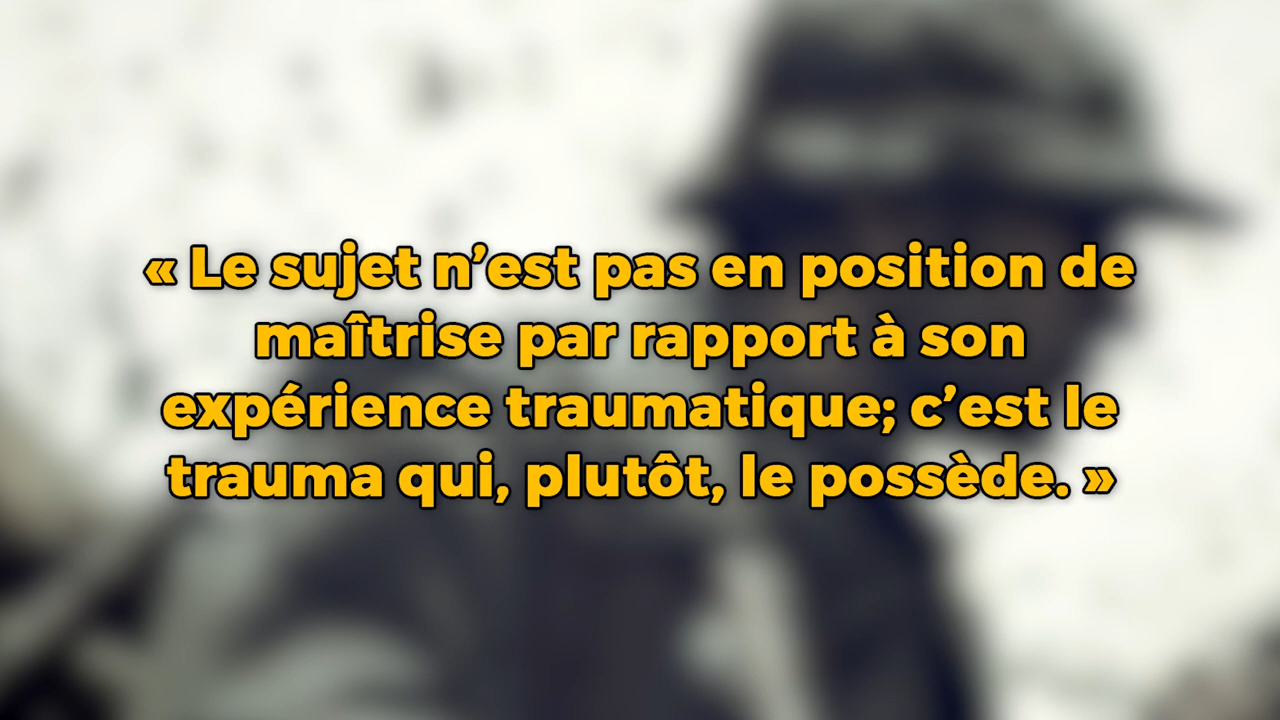 « Le sujet n’est pas en position de
maîtrise par rapport à son
expérience traumatique; c’est le
trauma qui, plutôt, le possède. »